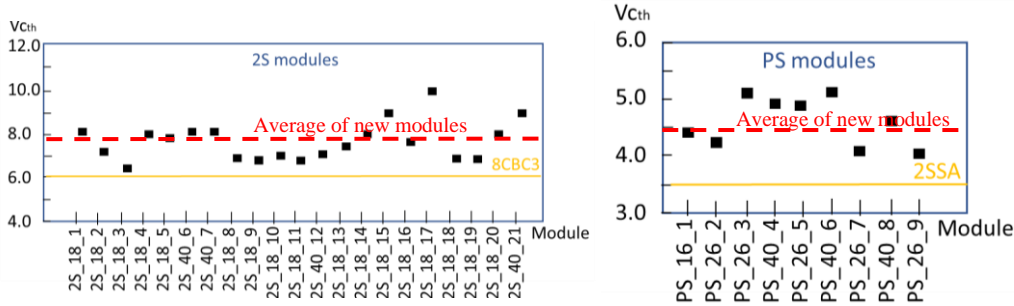 Vcth
12.0
2S modules
10.0
Average of new modules
8.0
8CBC3
6.0
4.0
Module
2S_18_1
2S_18_2
2S_18_3
2S_18_4
2S_18_5
2S_40_6
2S_40_7
2S_18_8
2S_18_9
2S_18_10
2S_18_11
2S_40_12
2S_18_13
2S_18_14
2S_18_15
2S_18_16
2S_18_17
2S_18_18
2S_18_19
2S_18_20
2S_40_21
Vcth
6.0
PS modules
5.0
Average of new modules
4.0
2SSA
3.0
Module
PS_16_1
PS_26_2
PS_26_3
PS_40_4
PS_26_5
PS_40_6
PS_26_7
PS_40_8
PS_26_9